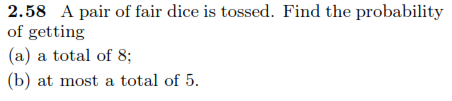 2.58 A pair of fair dice is tossed. Find the probability
of getting
(a) a total of 8;
(b) at most a total of 5.